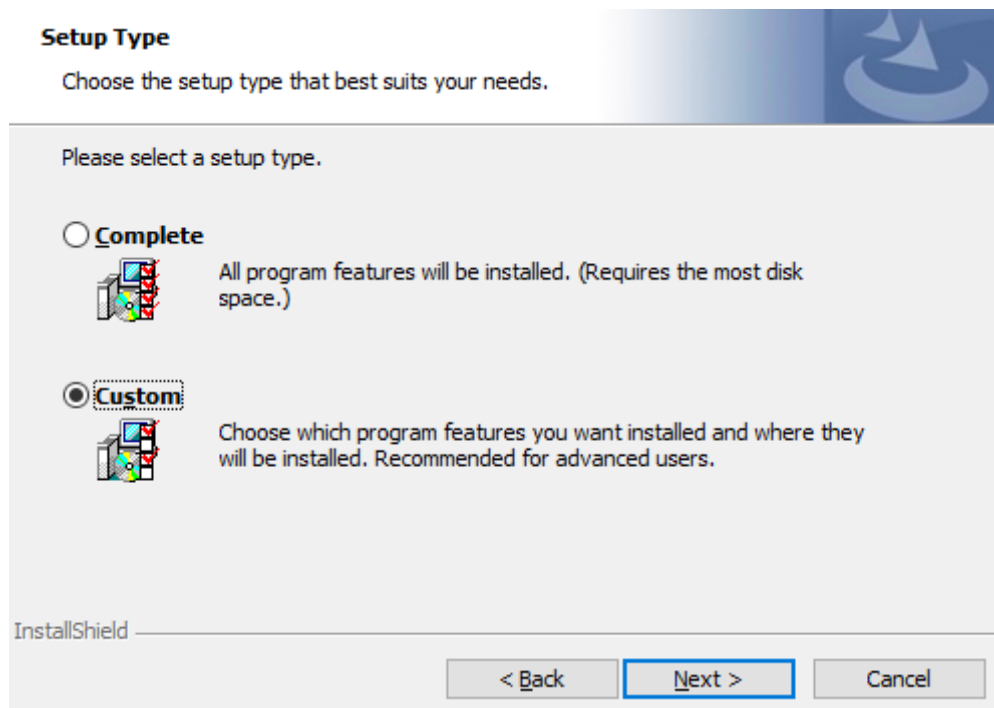 Setup Type
Choose the setup type that best suits your needs.
Please select a setup type.
Complete
All program features will be installed. (Requires the most disk
space.)
Custom
Choose which program features you want installed and where they
will be installed. Recommended for advanced users.
InstallShield
< Back
Next >
Cancel